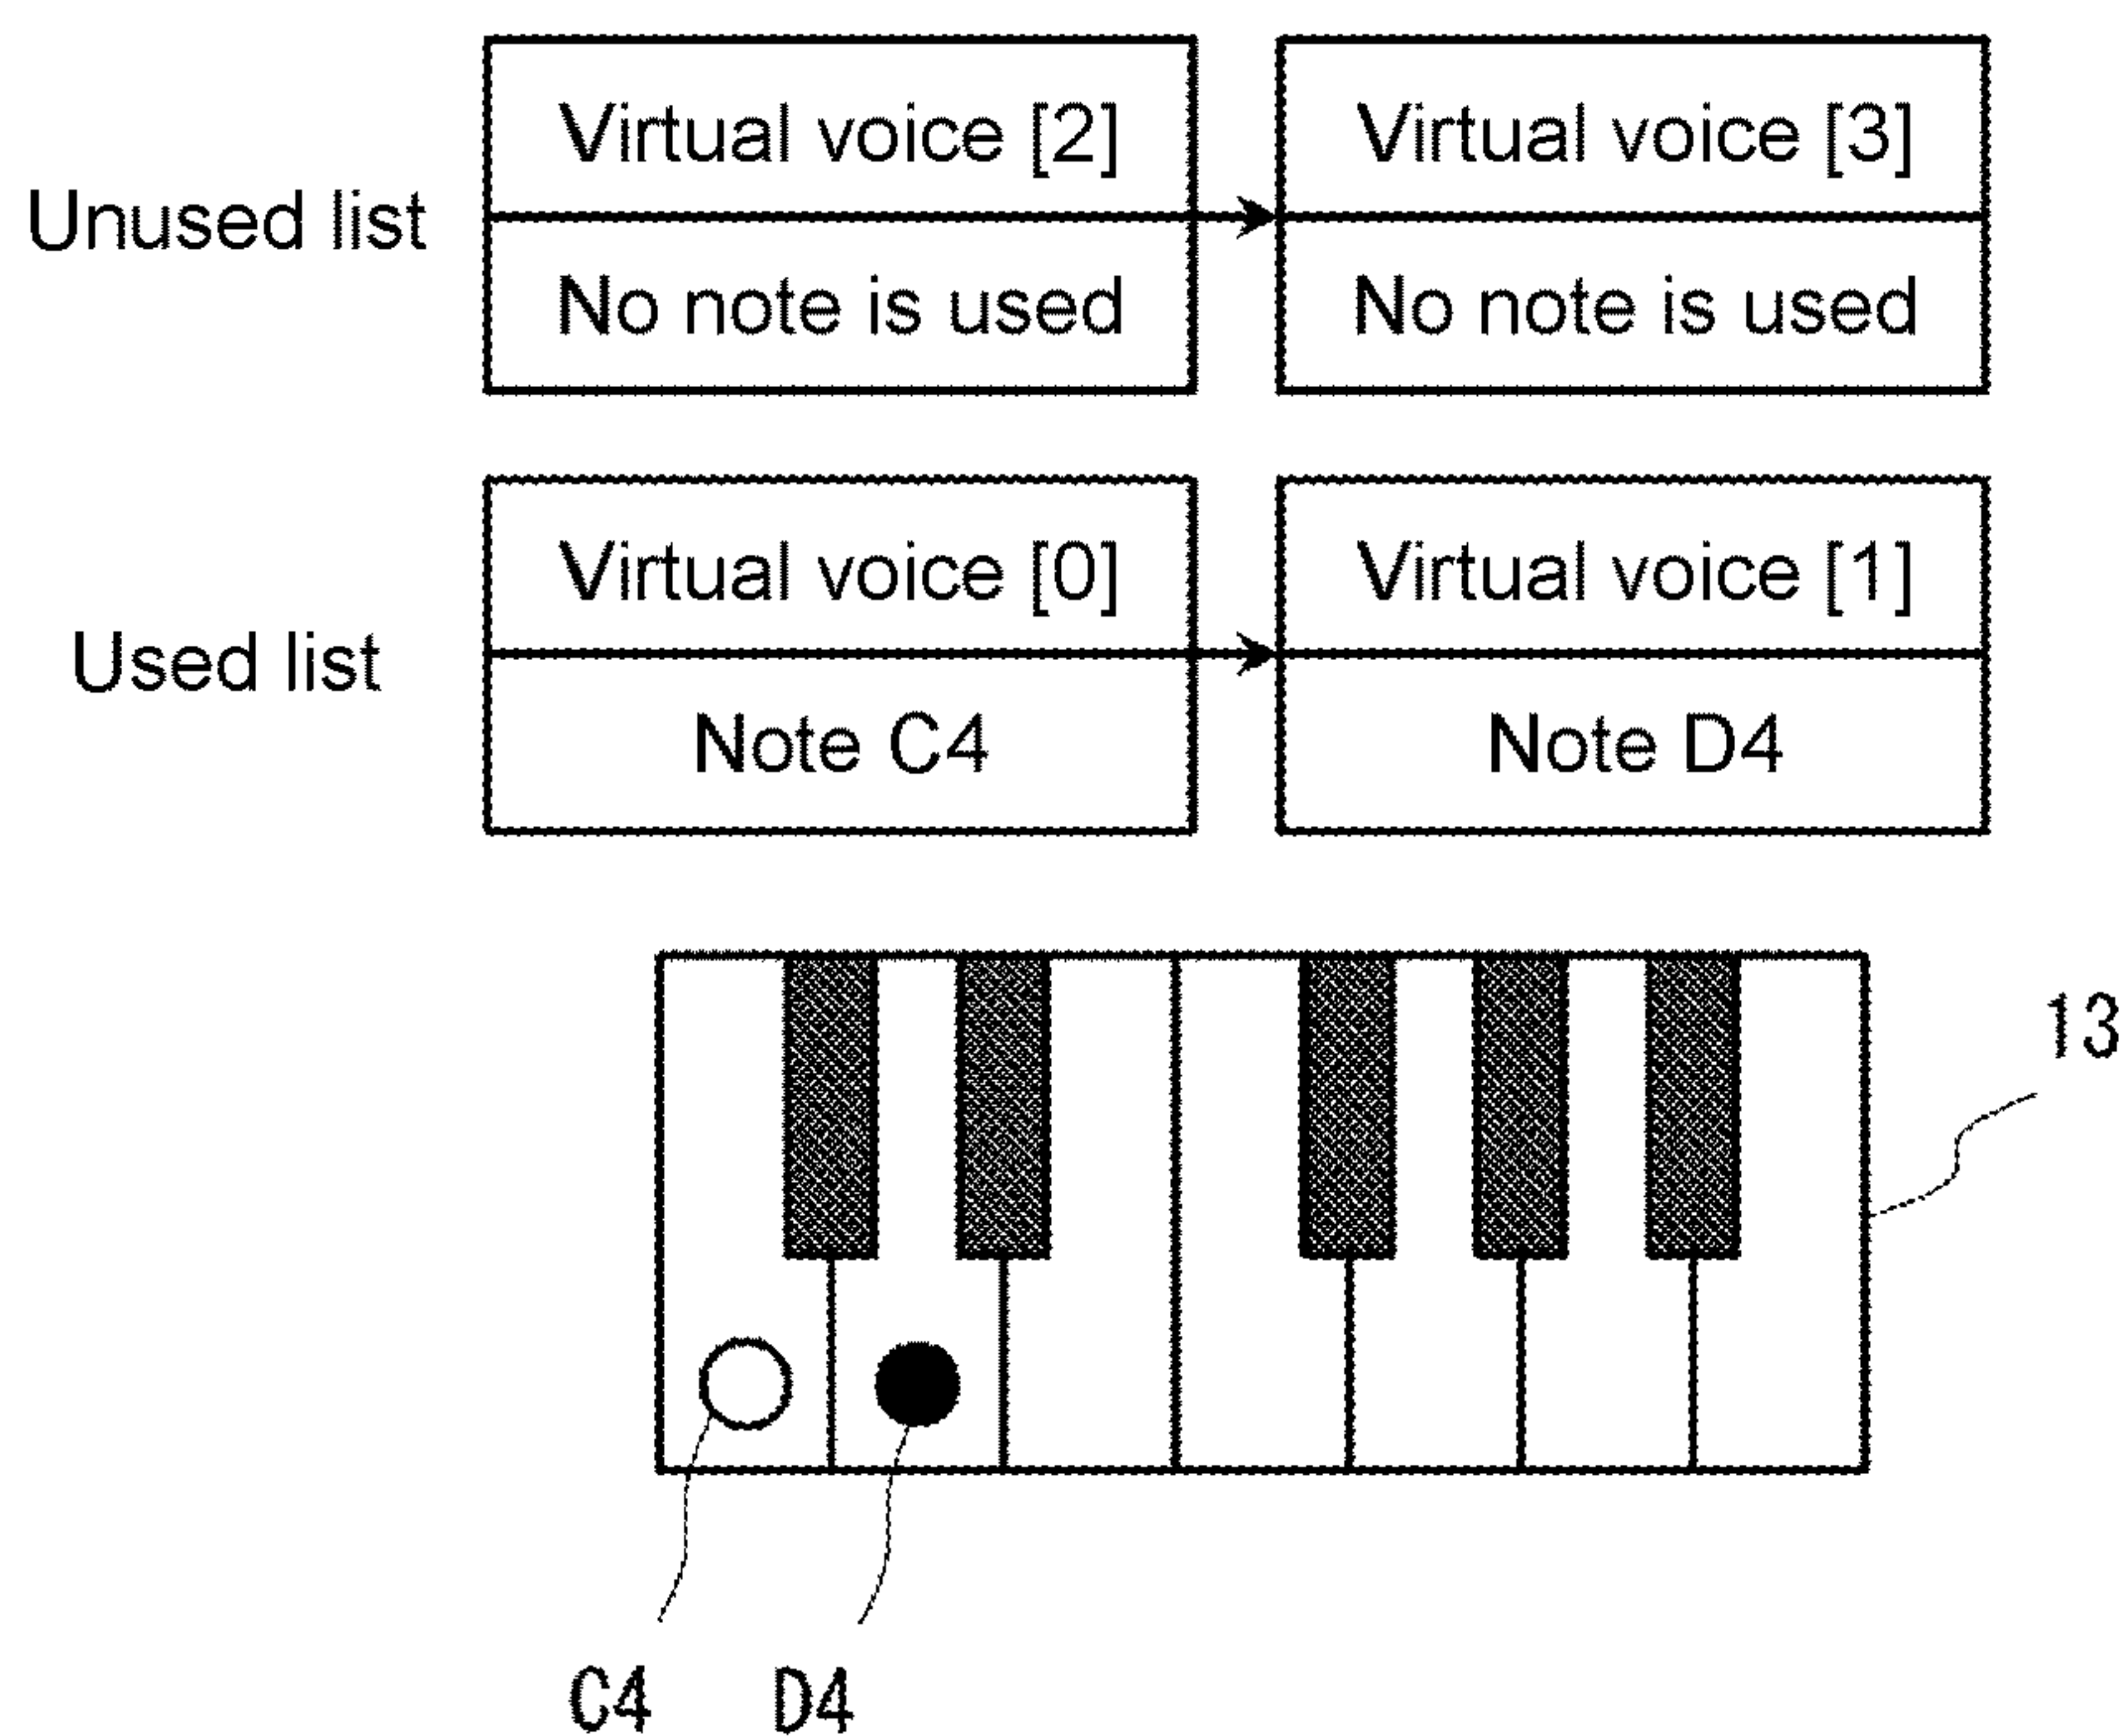 Unused list
Virtual voice [2]
No note is used
Virtual voice [3]
No note is used
Used list
Virtual voice [0]
Note C4
Virtual voice [1]
Note D4
13
C4
D4